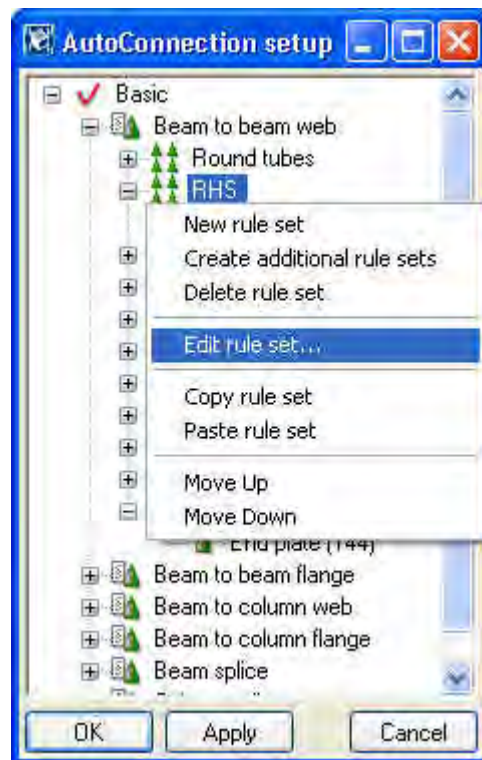 AutoConnection setup
Basic
Beam to beam web
Round tubes
RHS
New rule set
Create additional rule sets
Delete rule set
Edit rule set...
Copy rule set
Paste rule set
Move Up
Move Down
End plate (144)
Beam to beam flange
Beam to column web
Beam to column flange
Beam splice
OK
Apply
Cancel